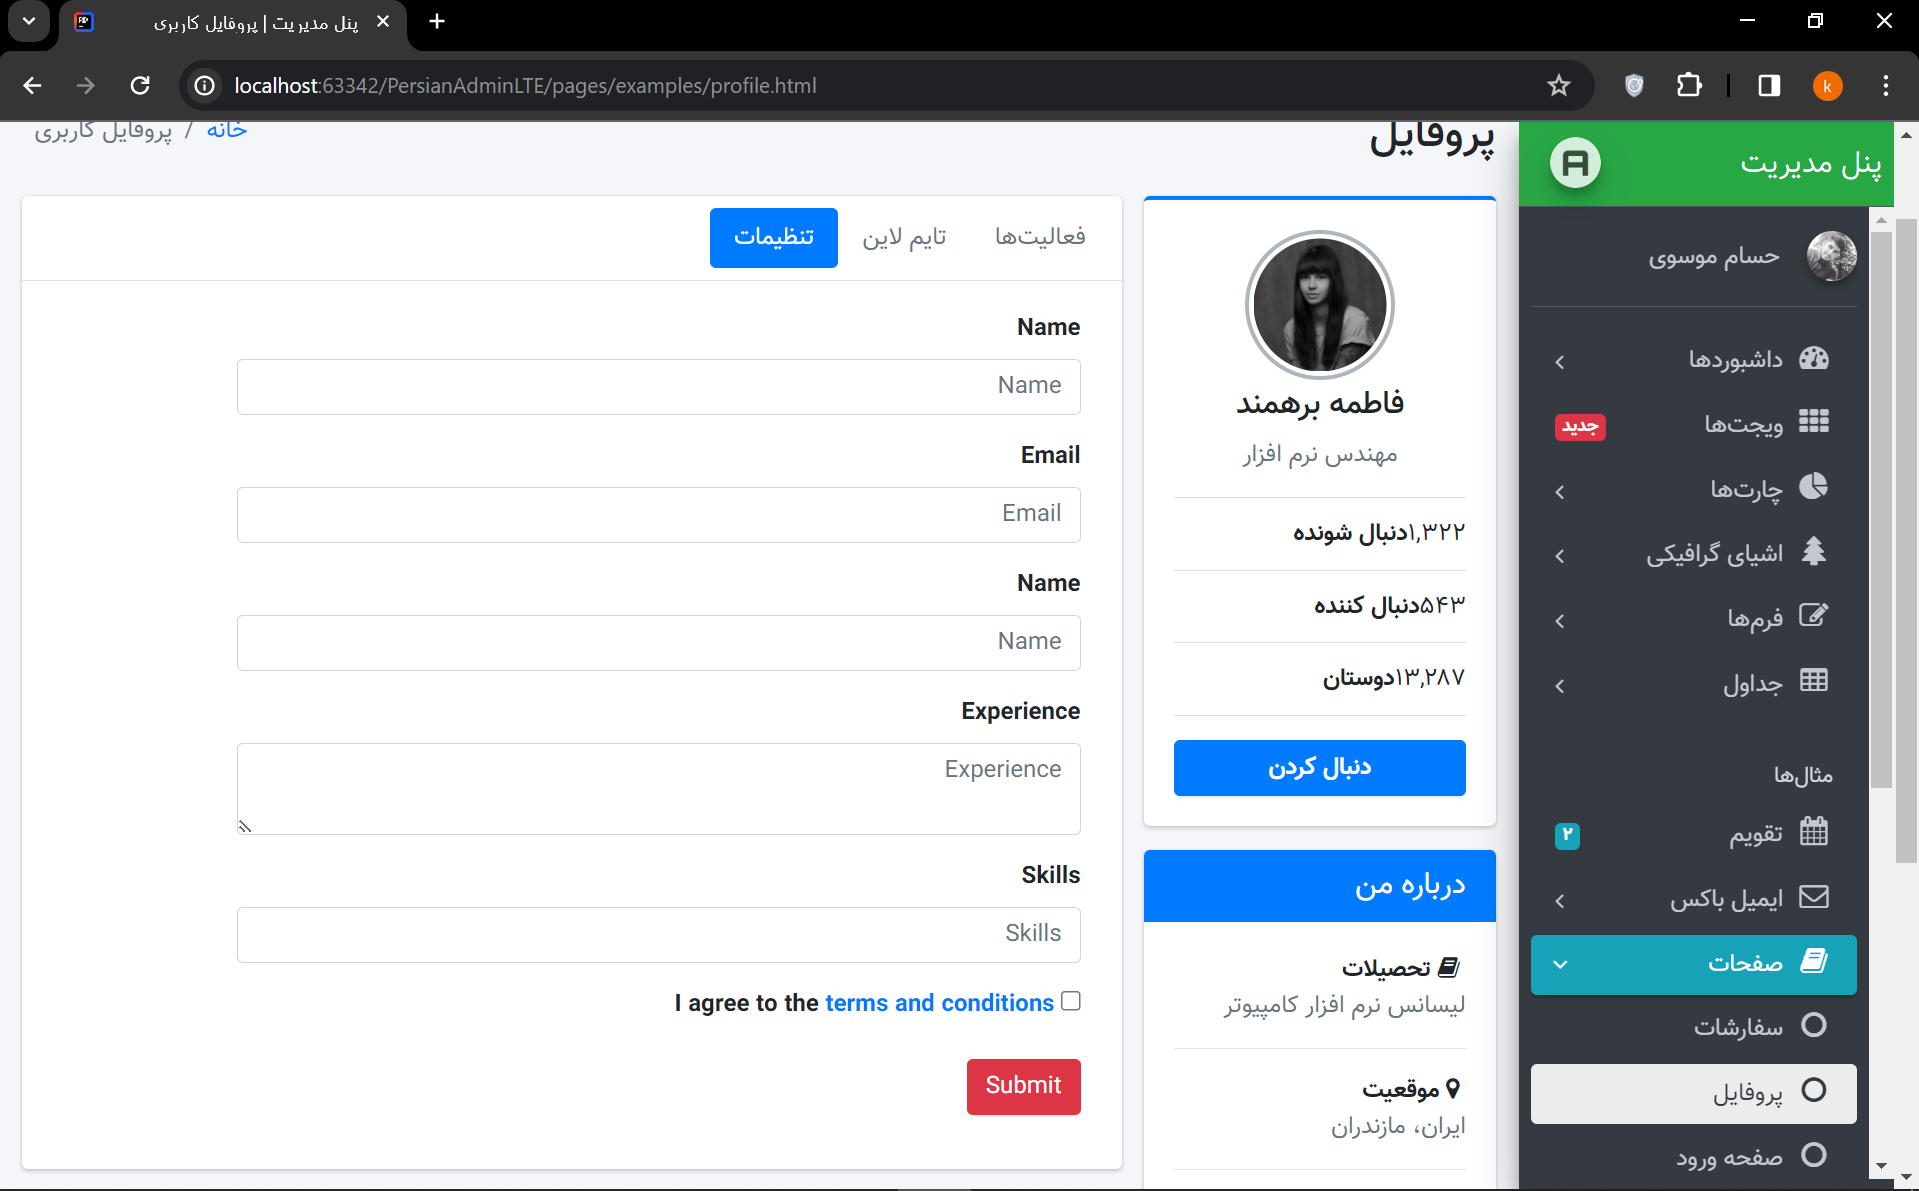 پنل مدیریت | پروفایل کاربری
localhost:63342/PersianAdminLTE/pages/examples/profile.html
k
پنل مدیریت
حسام موسوی
داشبوردها
ویجت‌ها
جدید
چارت‌ها
اشیای گرافیکی
فرم‌ها
جداول
مثال‌ها
تقویم
۲
ایمیل باکس
صفحات
سفارشات
پروفایل
صفحه ورود
پروفایل
خانه / پروفایل کاربری
فاطمه برهمند
مهندس نرم افزار
۱,۳۲۲دنبال شونده
۵۴۳دنبال کننده
۱۳,۲۸۷دوستان
دنبال کردن
درباره من
تحصیلات
لیسانس نرم افزار کامپیوتر
موقعیت
ایران، مازندران
فعالیت‌ها
تایم لاین
تنظیمات
Name
Name
Email
Email
Name
Name
Experience
Experience
Skills
Skills
I agree to the terms and conditions
Submit